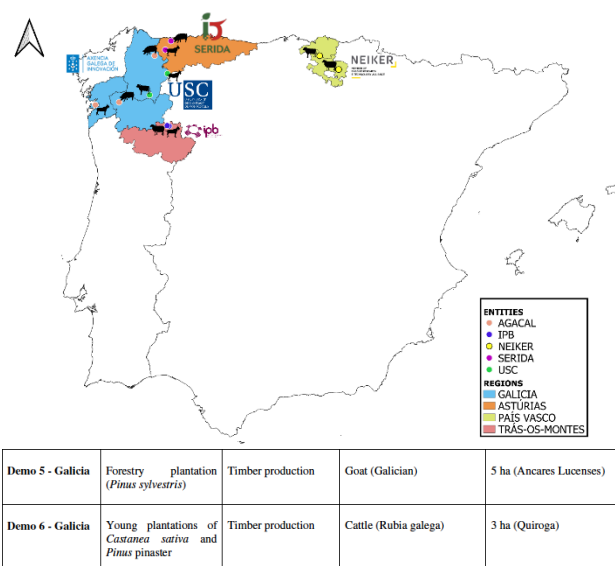 SERIDA
AXENCIA
GALEGA DE
INNOVACIÓN
NEIKER
USC
ipb
ENTITIES
AGACAL
IPB
NEIKER
SERIDA
USC
REGIONS
GALICIA
ASTÚRIAS
PAÍS VASCO
TRÁS-OS-MONTES
Demo 5 - Galicia Forestry plantation Timber production Goat (Galician) 5 ha (Ancares Lucenses)
(Pinus sylvestris)
Demo 6 - Galicia Young plantations of Timber production Cattle (Rubia galega) 3 ha (Quiroga)
Castanea sativa and
Pinus pinaster